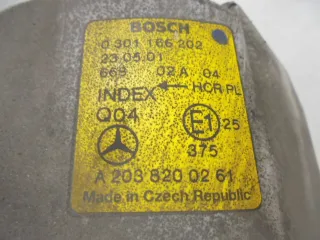 BOSCH
0 301 166 202
23.05.01
669 02 A 04
INDEX ← HCR PL
Q04
E1 25
375
A 203 820 02 61
Made in Czech Republic